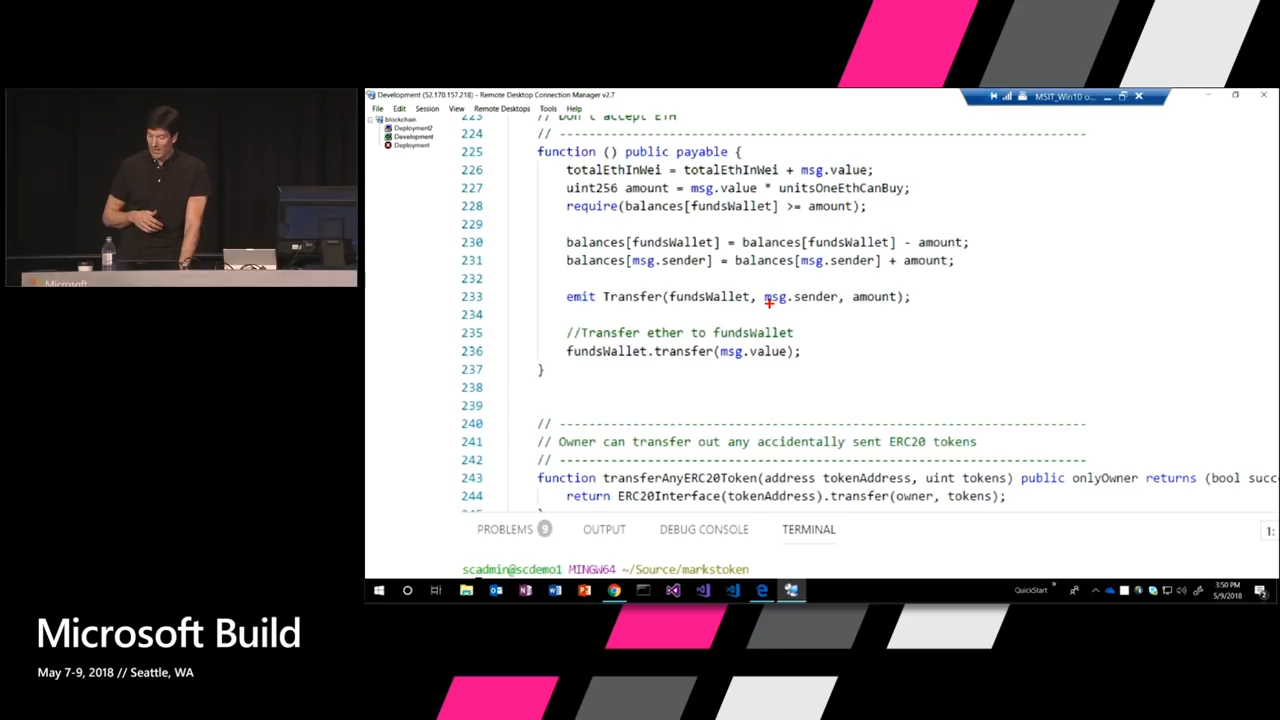 Development (52.170.157.218) - Remote Desktop Connection Manager v2.7
MSIT_Win10 o...
File Edit Session View Remote Desktops Tools Help
blockchain
Deployment2
Development
Deployment
223 // Don't accept ETH
224 // ------------------------------------------------------------------------
225 function () public payable {
226 totalEthInWei = totalEthInWei + msg.value;
227 uint256 amount = msg.value * unitsOneEthCanBuy;
228 require(balances[fundsWallet] >= amount);
229
230 balances[fundsWallet] = balances[fundsWallet] - amount;
231 balances[msg.sender] = balances[msg.sender] + amount;
232
233 emit Transfer(fundsWallet, msg.sender, amount);
234
235 //Transfer ether to fundsWallet
236 fundsWallet.transfer(msg.value);
237 }
238
239
240 // ------------------------------------------------------------------------
241 // Owner can transfer out any accidentally sent ERC20 tokens
242 // ------------------------------------------------------------------------
243 function transferAnyERC20Token(address tokenAddress, uint tokens) public onlyOwner returns (bool succ
244 return ERC20Interface(tokenAddress).transfer(owner, tokens);
PROBLEMS 9 OUTPUT DEBUG CONSOLE TERMINAL 1:
scadmin@scdemo1 MINGW64 ~/Source/markstoken
QuickStart
3:50 PM
5/9/2018
Microsoft
Microsoft Build
May 7-9, 2018 // Seattle, WA